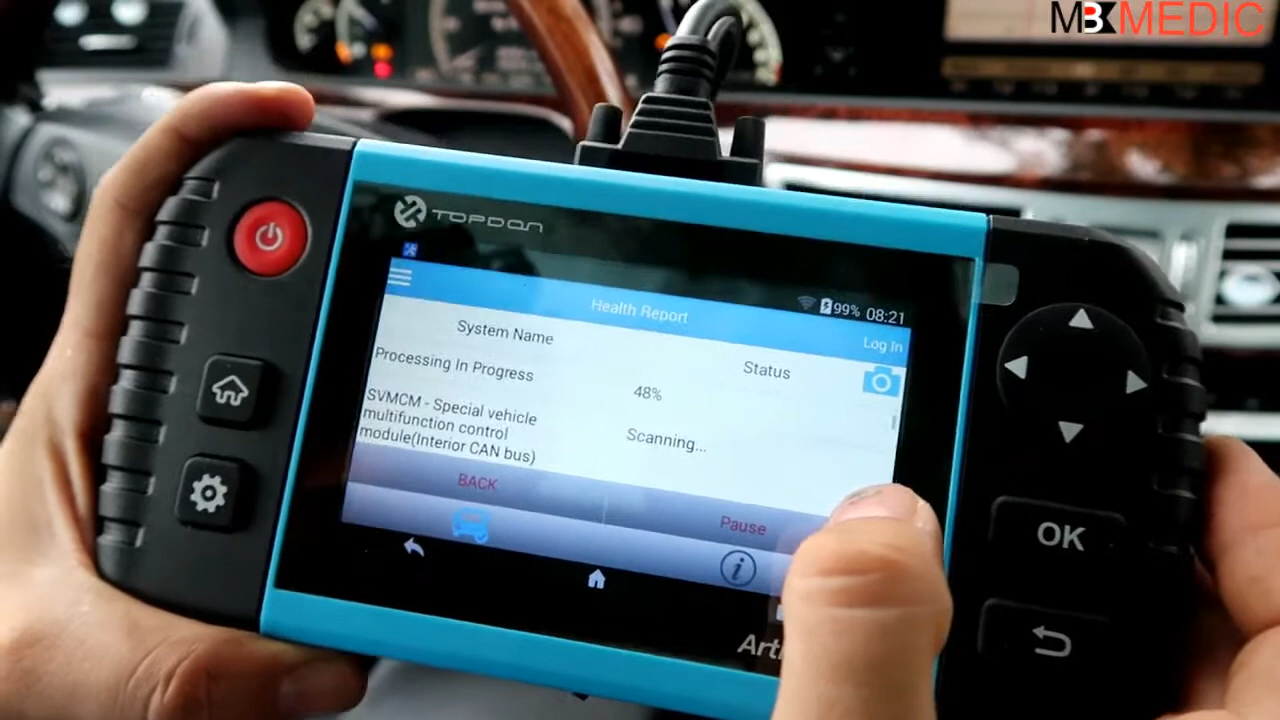 MBMEDIC
TOPDON
99% 08:21
Health Report
Log In
System Name
Status
Processing In Progress
48%
SVMCM - Special vehicle
multifunction control
module(Interior CAN bus)
Scanning...
BACK
Pause
OK